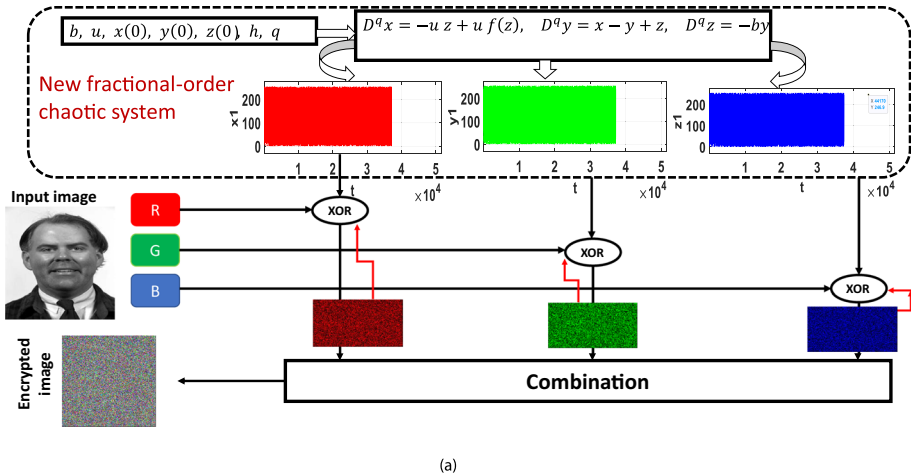 b, u, x(0), y(0), z(0), h, q
D^q x = −u z + u f(z), D^q y = x − y + z, D^q z = −by
New fractional-order
chaotic system
x1
200
100
0
1 2 3 4 5
t
×10^4
y1
200
100
0
1 2 3 4 5
t
×10^4
z1
200
100
0
1 2 3 4 5
×10^4
Input image
R
G
B
XOR
XOR
XOR
Encrypted
image
Combination
(a)